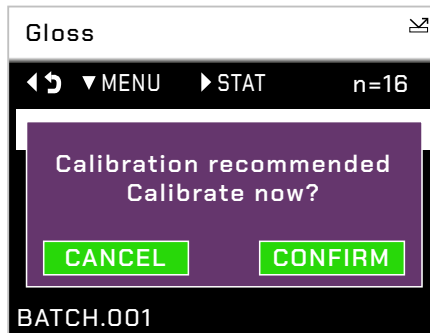 Gloss
MENU STAT n=16
Calibration recommended
Calibrate now?
CANCEL CONFIRM
BATCH.001